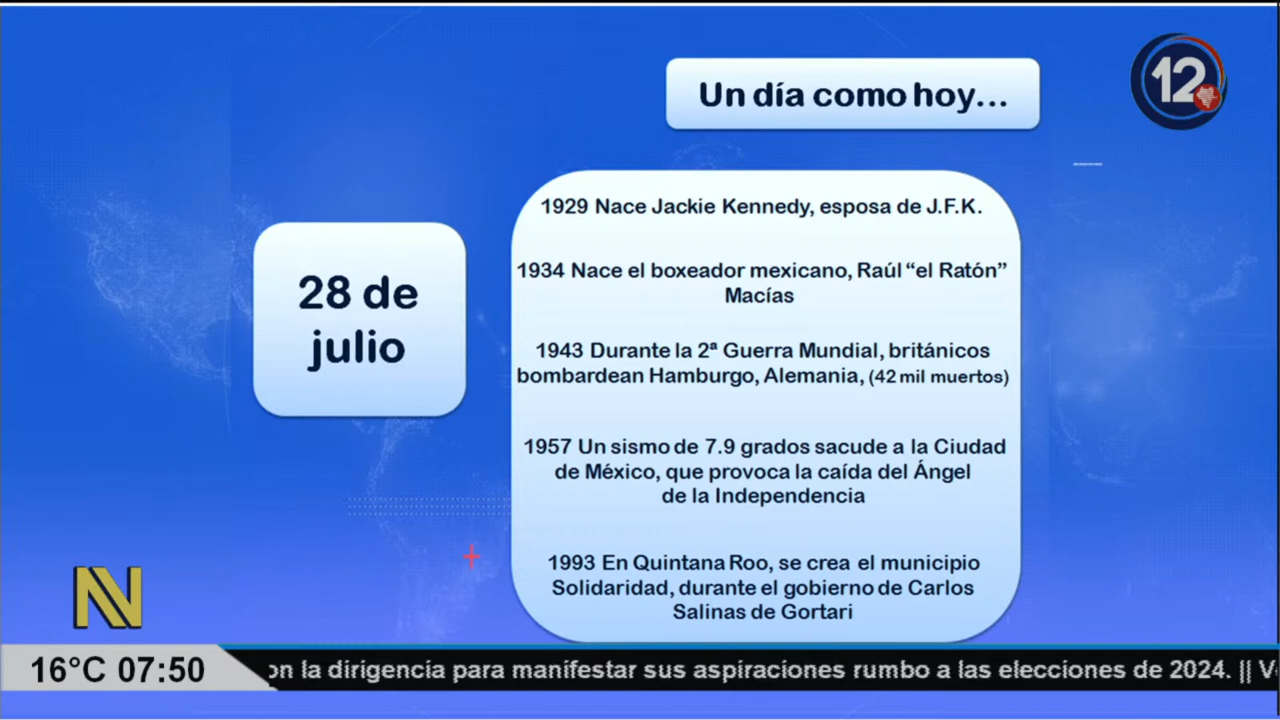 Un día como hoy...
12
28 de
julio
1929 Nace Jackie Kennedy, esposa de J.F.K.
1934 Nace el boxeador mexicano, Raúl “el Ratón”
Macías
1943 Durante la 2ª Guerra Mundial, británicos
bombardean Hamburgo, Alemania, (42 mil muertos)
1957 Un sismo de 7.9 grados sacude a la Ciudad
de México, que provoca la caída del Ángel
de la Independencia
1993 En Quintana Roo, se crea el municipio
Solidaridad, durante el gobierno de Carlos
Salinas de Gortari
N
16°C 07:50
la dirigencia para manifestar sus aspiraciones rumbo a las elecciones de 2024. ||